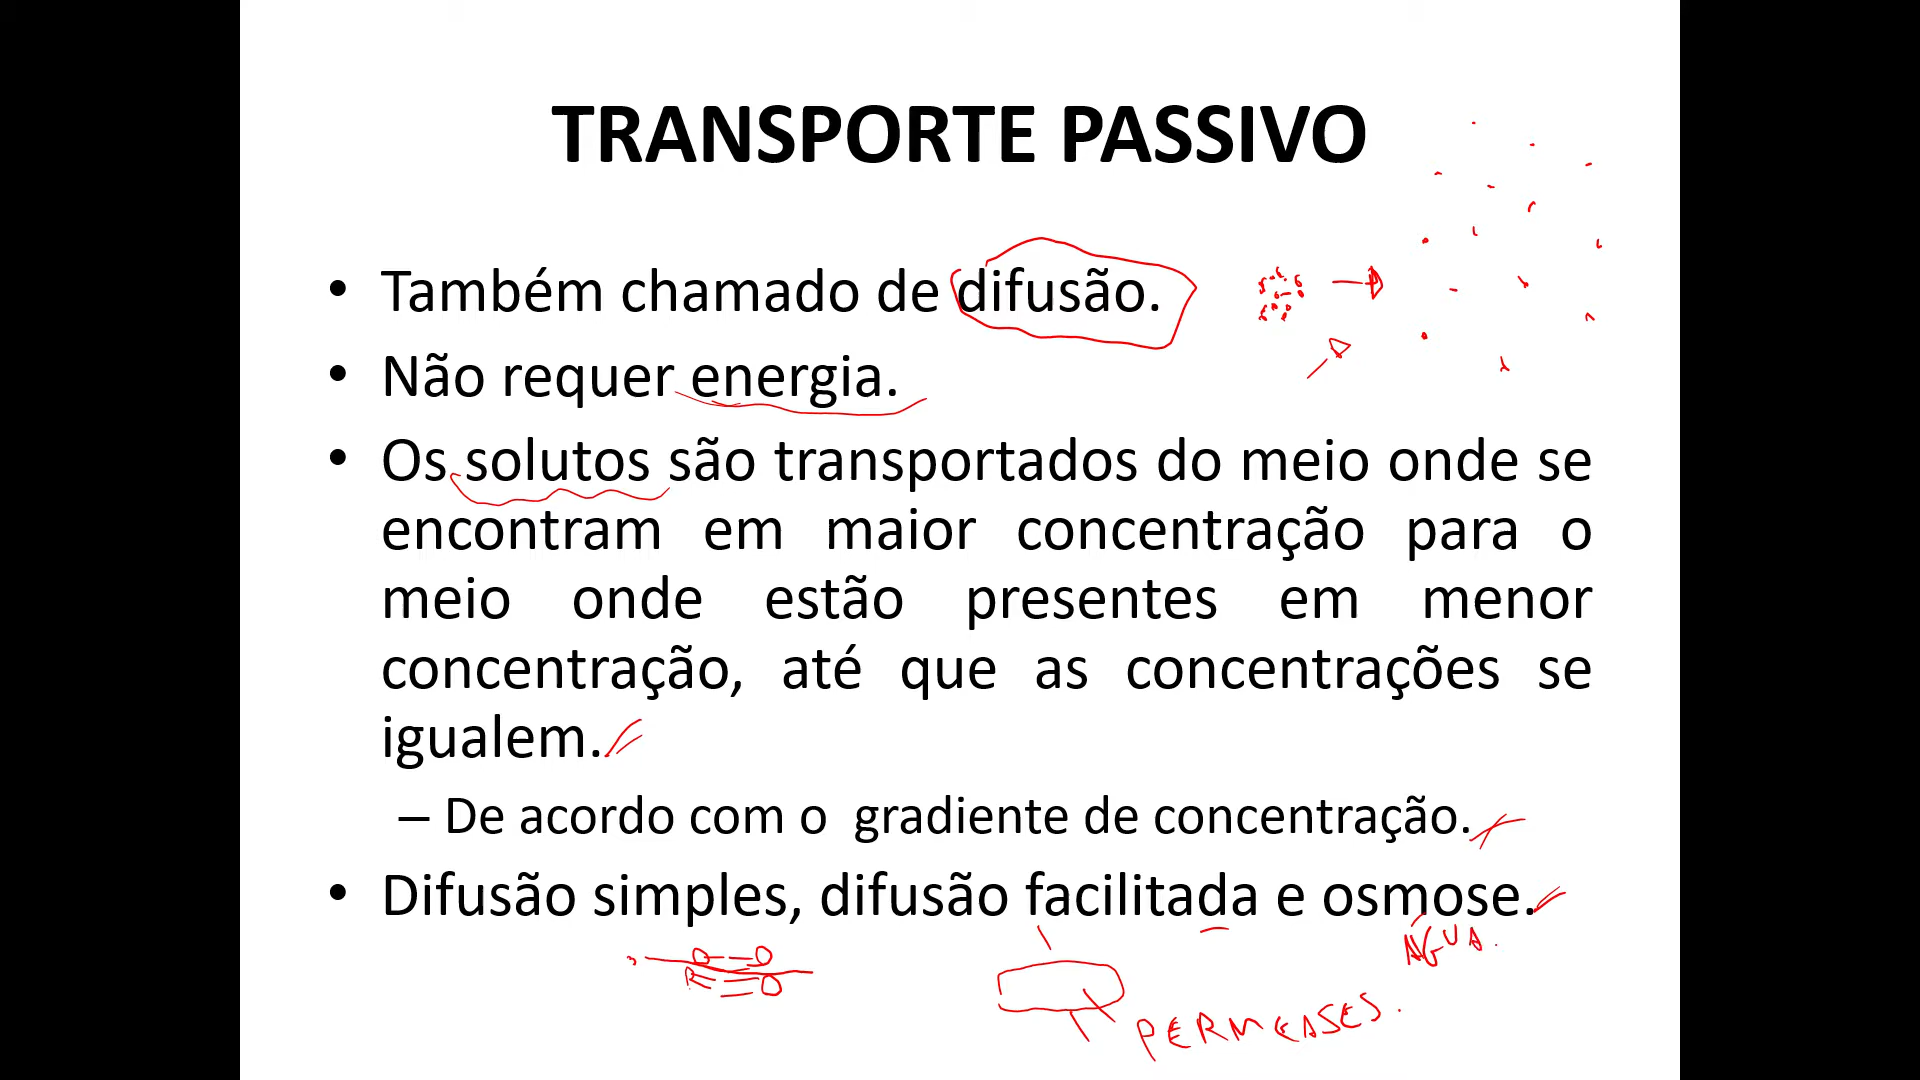 TRANSPORTE PASSIVO
• Também chamado de difusão.
• Não requer energia.
• Os solutos são transportados do meio onde se
encontram em maior concentração para o
meio onde estão presentes em menor
concentração, até que as concentrações se
igualem.
– De acordo com o gradiente de concentração.
• Difusão simples, difusão facilitada e osmose.
ÁGUA.
PERMEASES.